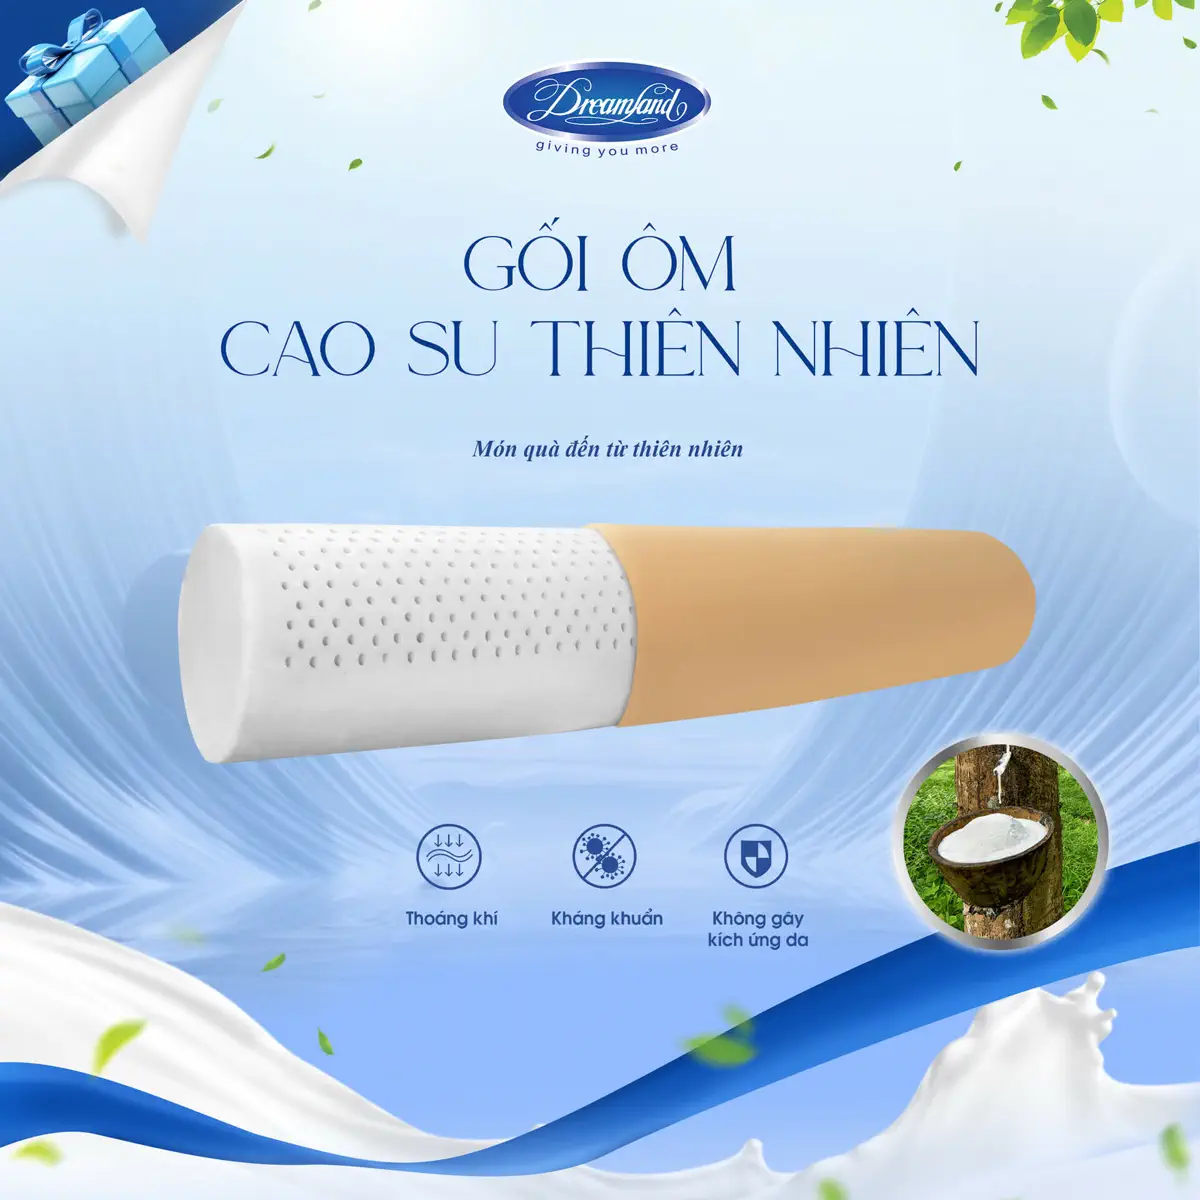 Dreamland
giving you more
GỐI ÔM
CAO SU THIÊN NHIÊN
Món quà đến từ thiên nhiên
Thoáng khí
Kháng khuẩn
Không gây
kích ứng da